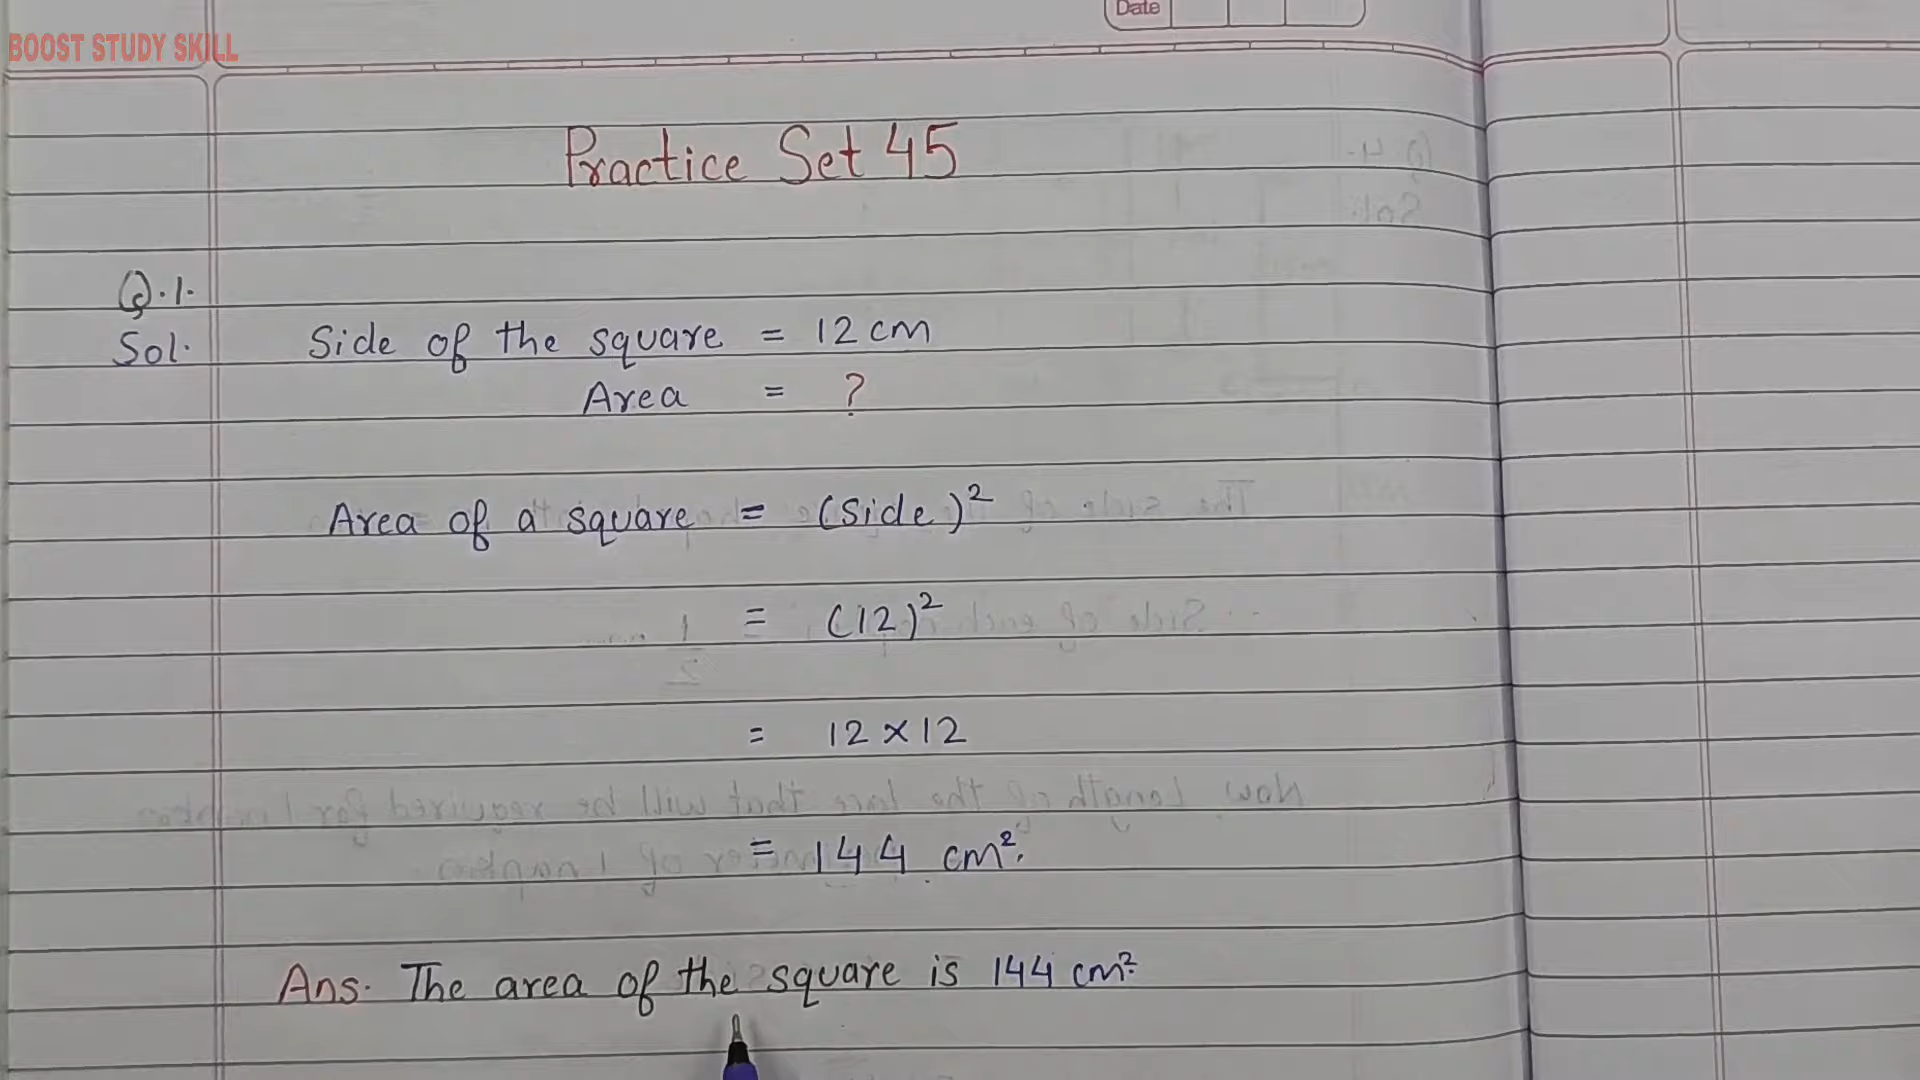 Date
BOOST STUDY SKILL
Practice Set 45
Q.1.
Sol. Side of the square = 12 cm
Area = ?
Area of a square = (Side)²
= (12)²
= 12 × 12
= 144 cm².
Ans. The area of the square is 144 cm².